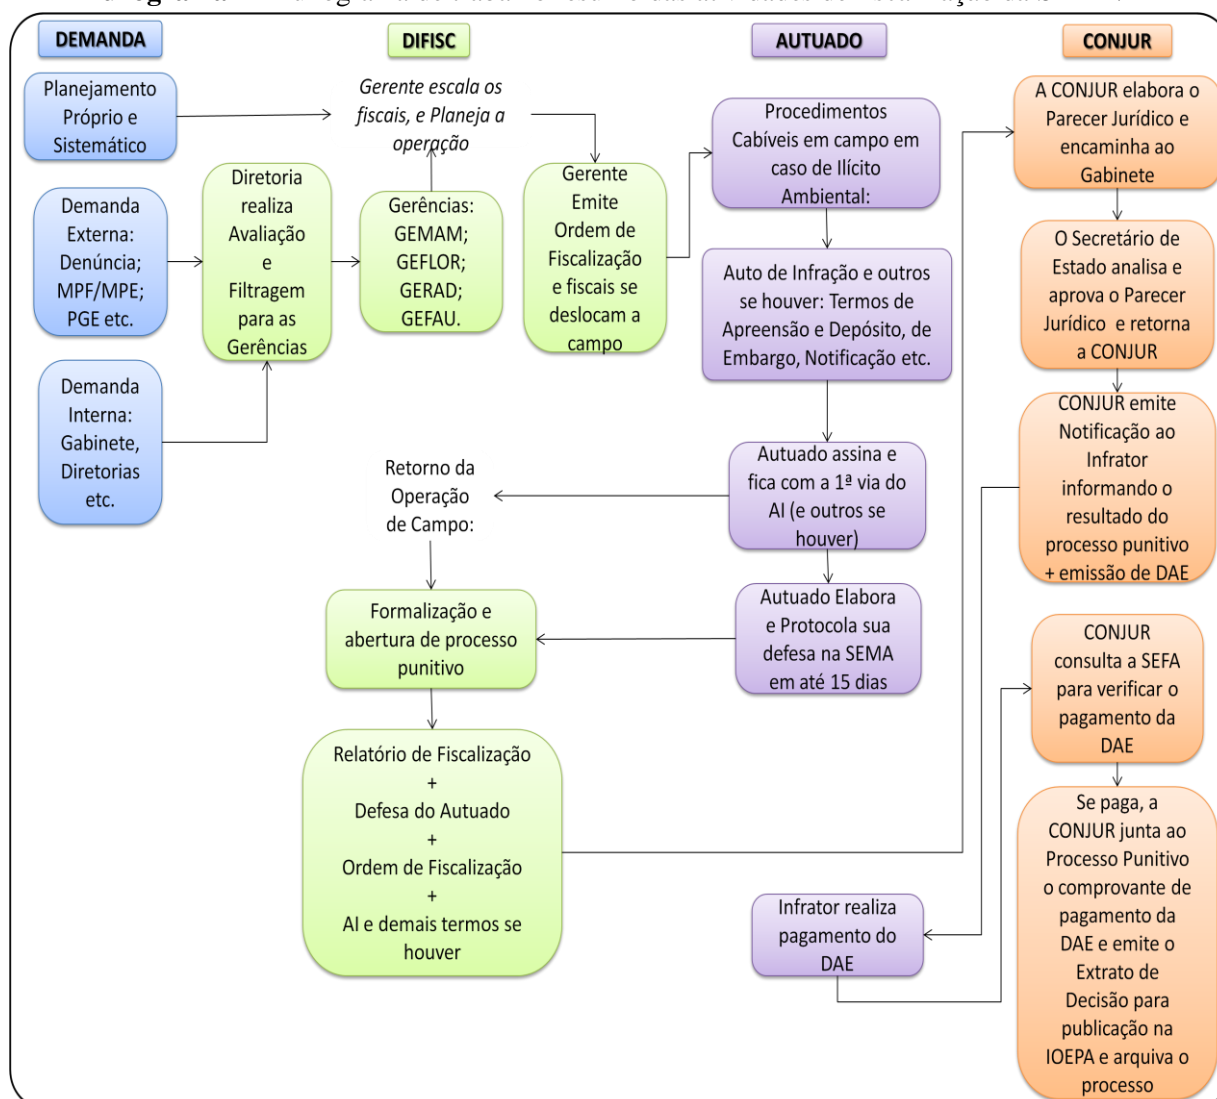 DEMANDA
Planejamento
Próprio e
Sistemático
Demanda
Externa:
Denúncia;
MPF/MPE;
PGE etc.
Demanda
Interna:
Gabinete,
Diretorias
etc.
DIFISC
Gerente escala os
fiscais, e Planeja a
operação
Diretoria
realiza
Avaliação
e
Filtragem
para as
Gerências
Gerências:
GEMAM;
GEFLOR;
GERAD;
GEFAU.
Gerente
Emite
Ordem de
Fiscalização
e fiscais se
deslocam a
campo
Retorno da
Operação
de Campo:
Formalização e
abertura de processo
punitivo
Relatório de Fiscalização
+
Defesa do Autuado
+
Ordem de Fiscalização
+
AI e demais termos se
houver
AUTUADO
Procedimentos
Cabíveis em campo em
caso de Ilícito
Ambiental:
Auto de Infração e outros
se houver: Termos de
Apreensão e Depósito, de
Embargo, Notificação etc.
Autuado assina e
fica com a 1ª via do
AI (e outros se
houver)
Autuado Elabora
e Protocola sua
defesa na SEMA
em até 15 dias
Infrator realiza
pagamento do
DAE
CONJUR
A CONJUR elabora o
Parecer Jurídico e
encaminha ao
Gabinete
O Secretário de
Estado analisa e
aprova o Parecer
Jurídico e retorna
a CONJUR
CONJUR emite
Notificação ao
Infrator
informando o
resultado do
processo punitivo
+ emissão de DAE
CONJUR
consulta a SEFA
para verificar o
pagamento da
DAE
Se paga, a
CONJUR junta ao
Processo Punitivo
o comprovante de
pagamento da
DAE e emite o
Extrato de
Decisão para
publicação na
IOEPA e arquiva o
processo